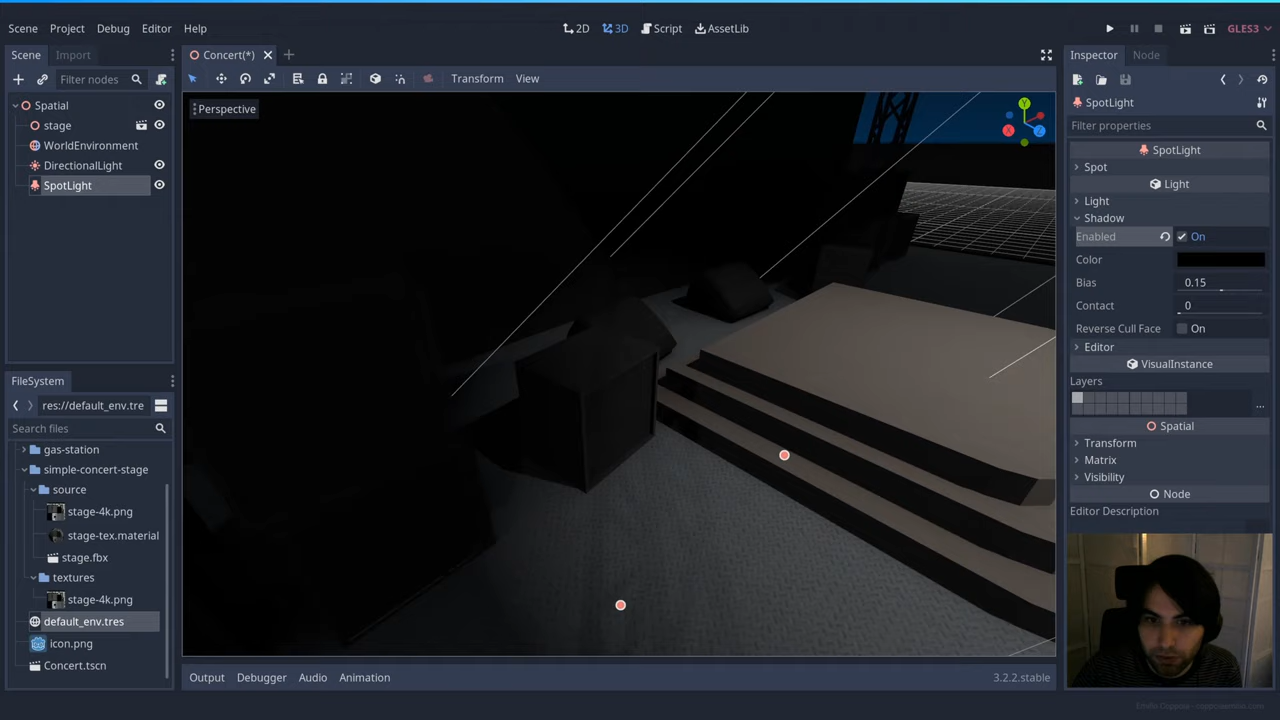 Scene Project Debug Editor Help
2D 3D Script AssetLib
GLES3
Scene Import
Filter nodes
Spatial
stage
WorldEnvironment
DirectionalLight
SpotLight
FileSystem
res://default_env.tre
Search files
gas-station
simple-concert-stage
source
stage-4k.png
stage-tex.material
stage.fbx
textures
stage-4k.png
default_env.tres
icon.png
Concert.tscn
Concert(*)
Transform View
Perspective
Y
X
Z
Output Debugger Audio Animation
3.2.2.stable
Inspector Node
SpotLight
Filter properties
SpotLight
Spot
Light
Light
Shadow
Enabled On
Color
Bias 0.15
Contact 0
Reverse Cull Face On
Editor
VisualInstance
Layers
...
Spatial
Transform
Matrix
Visibility
Node
Editor Description
Emilio Coppola - coppolaemilio.com